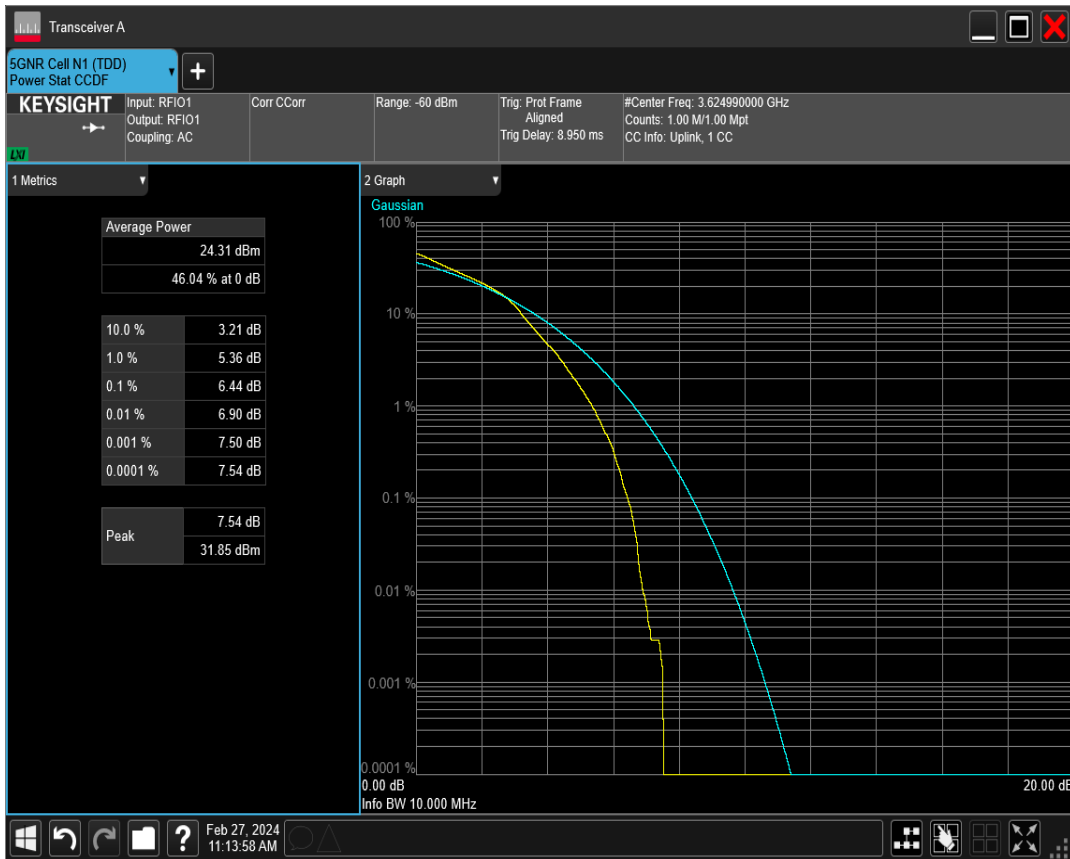 Transceiver A
5GNR Cell N1 (TDD)
Power Stat CCDF
+
KEYSIGHT
LXI
Input: RFIO1
Output: RFIO1
Coupling: AC
Corr CCorr
Range: -60 dBm
Trig: Prot Frame
Aligned
Trig Delay: 8.950 ms
#Center Freq: 3.624990000 GHz
Counts: 1.00 M/1.00 Mpt
CC Info: Uplink, 1 CC
1 Metrics
Average Power
24.31 dBm
46.04 % at 0 dB
10.0 % 3.21 dB
1.0 % 5.36 dB
0.1 % 6.44 dB
0.01 % 6.90 dB
0.001 % 7.50 dB
0.0001 % 7.54 dB
Peak
7.54 dB
31.85 dBm
2 Graph
Gaussian
100 %
10 %
1 %
0.1 %
0.01 %
0.001 %
0.0001 %
0.00 dB 20.00 dB
Info BW 10.000 MHz
?
Feb 27, 2024
11:13:58 AM